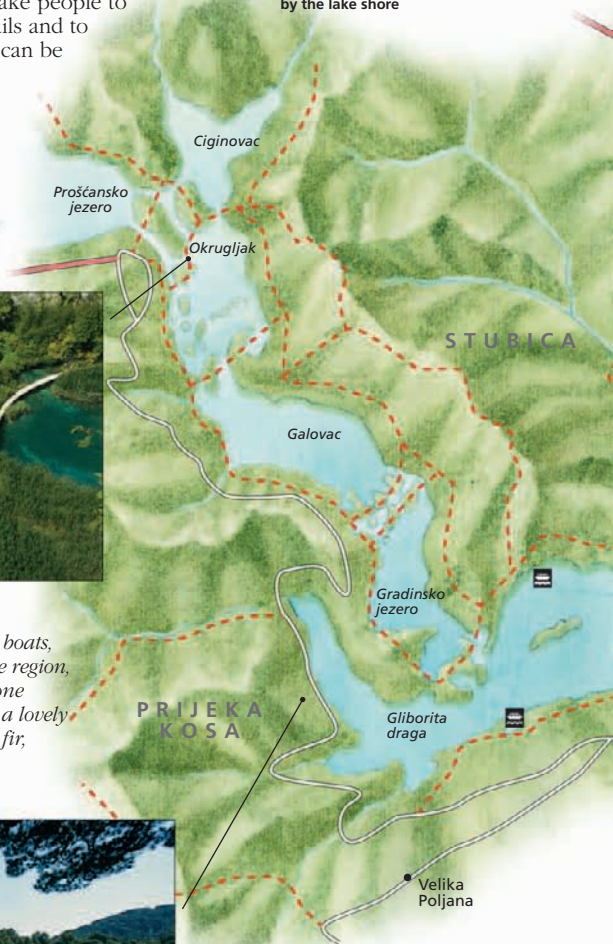 ake people to
ils and to
can be
by the lake shore
Ciginovac
Prošćansko
jezero
Okrugljak
STUBICA
Galovac
Gradinsko
jezero
boats,
e region,
one
a lovely
fir,
PRIJEKA
KOSA
Gliborita
draga
Velika
Poljana